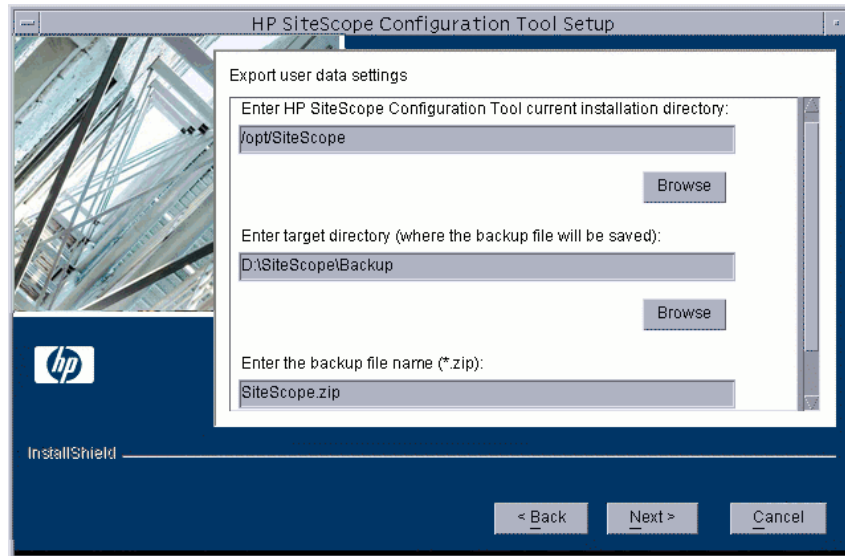 HP SiteScope Configuration Tool Setup
Export user data settings
Enter HP SiteScope Configuration Tool current installation directory:
/opt/SiteScope
Browse
Enter target directory (where the backup file will be saved):
D:\SiteScope\Backup
Browse
hp
Enter the backup file name (*.zip):
SiteScope.zip
InstallShield
< Back
Next >
Cancel